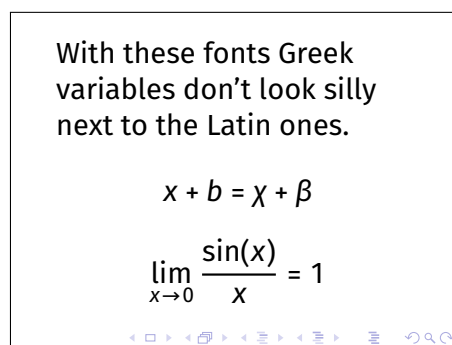 With these fonts Greek
variables don’t look silly
next to the Latin ones.
x + b = χ + β
lim x→0 sin(x)/x = 1